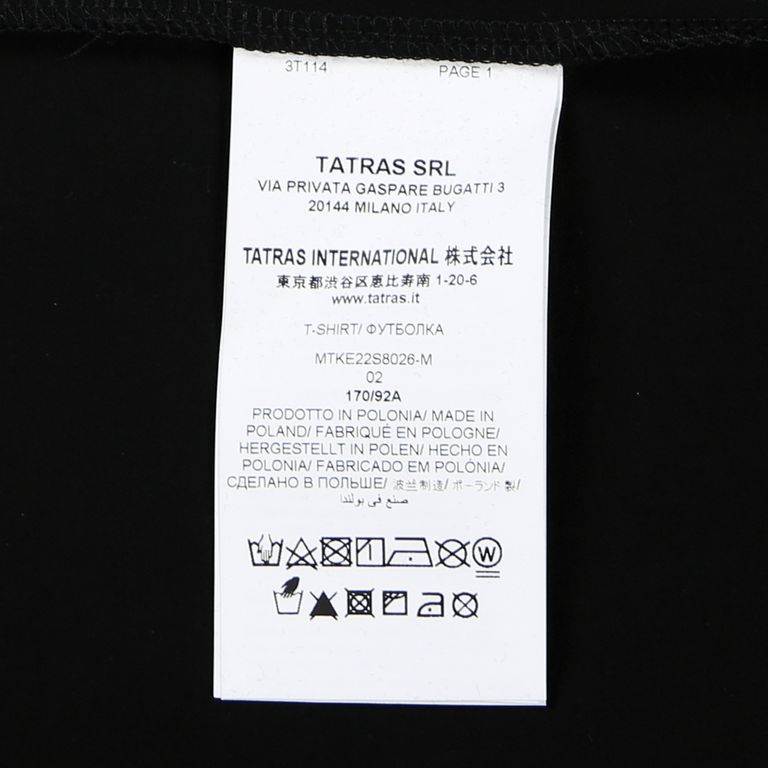 3T114 PAGE 1
TATRAS SRL
VIA PRIVATA GASPARE BUGATTI 3
20144 MILANO ITALY
TATRAS INTERNATIONAL 株式会社
東京都渋谷区恵比寿南 1-20-6
www.tatras.it
T-SHIRT/ ФУТБОЛКА
MTKE22S8026-M
02
170/92A
PRODOTTO IN POLONIA/ MADE IN
POLAND/ FABRIQUÉ EN POLOGNE/
HERGESTELLT IN POLEN/ HECHO EN
POLONIA/ FABRICADO EM POLÓNIA/
СДЕЛАНО В ПОЛЬШЕ/ 波兰制造/ ポーランド製/
صنع في بولندا
W